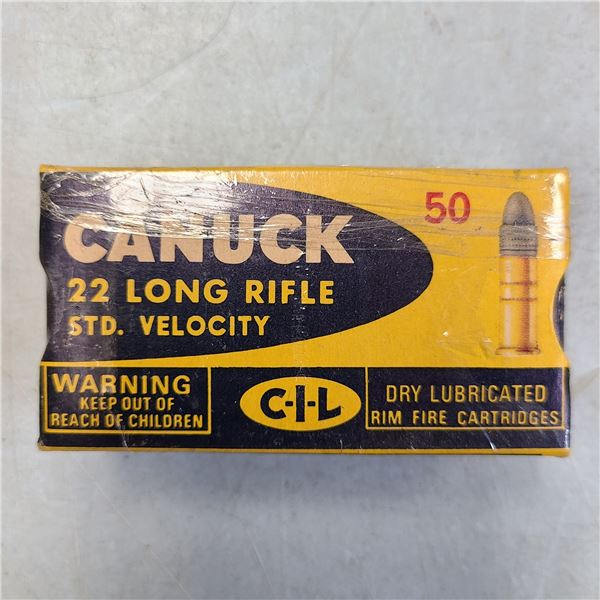 CANUCK
50
22 LONG RIFLE
STD. VELOCITY
WARNING
KEEP OUT OF
REACH OF CHILDREN
C-I-L
DRY LUBRICATED
RIM FIRE CARTRIDGES